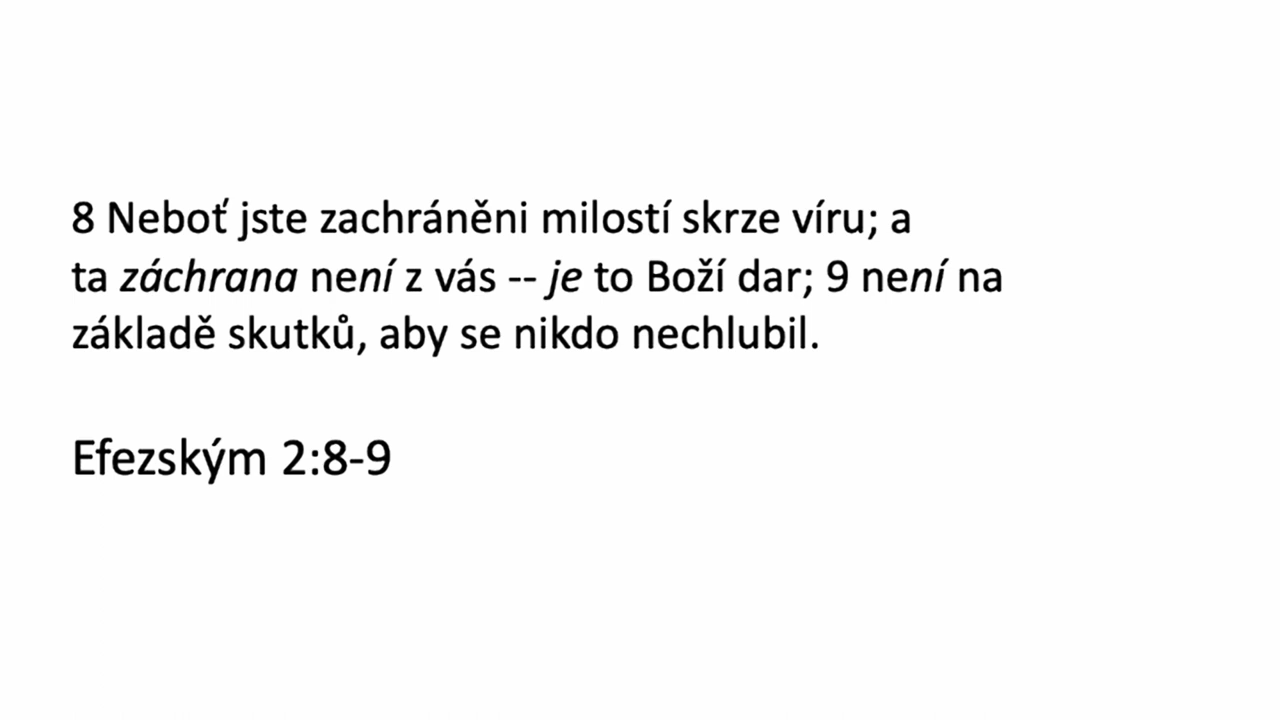 8 Neboť jste zachráněni milostí skrze víru; a
ta záchrana není z vás -- je to Boží dar; 9 není na
základě skutků, aby se nikdo nechlubil.
Efezským 2:8-9